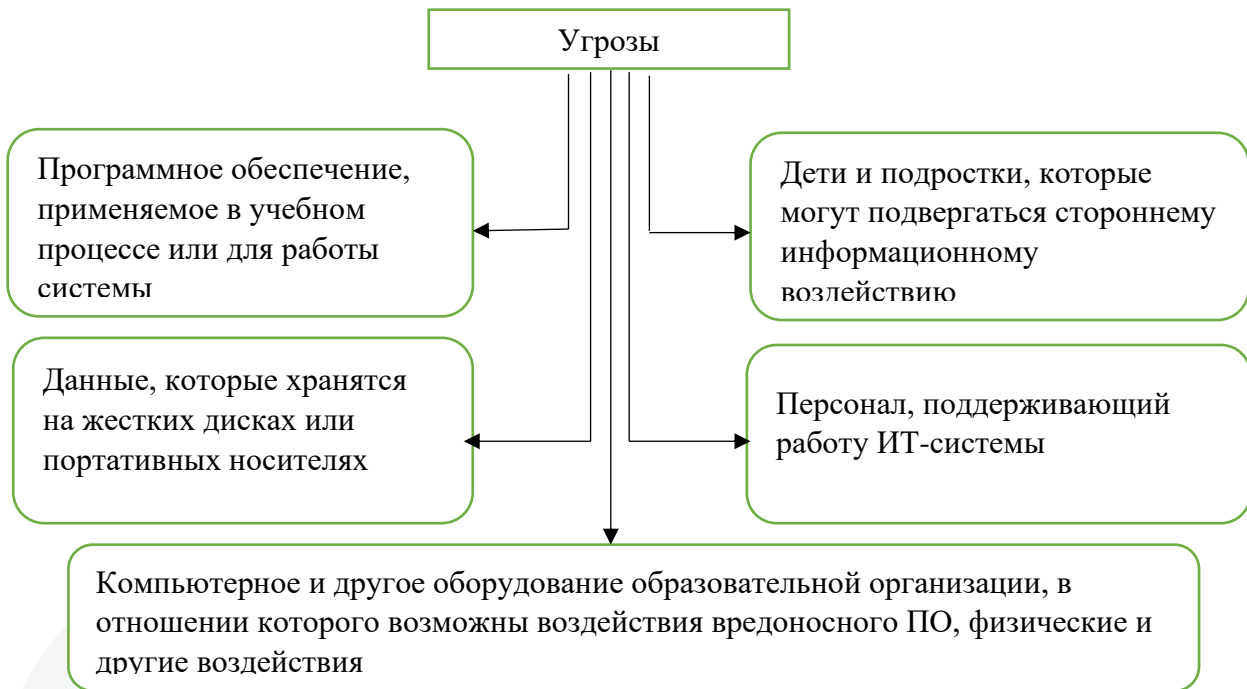 Угрозы
Программное обеспечение,
применяемое в учебном
процессе или для работы
системы
Дети и подростки, которые
могут подвергаться стороннему
информационному
воздействию
Данные, которые хранятся
на жестких дисках или
портативных носителях
Персонал, поддерживающий
работу ИТ-системы
Компьютерное и другое оборудование образовательной организации, в
отношении которого возможны воздействия вредоносного ПО, физические и
другие воздействия